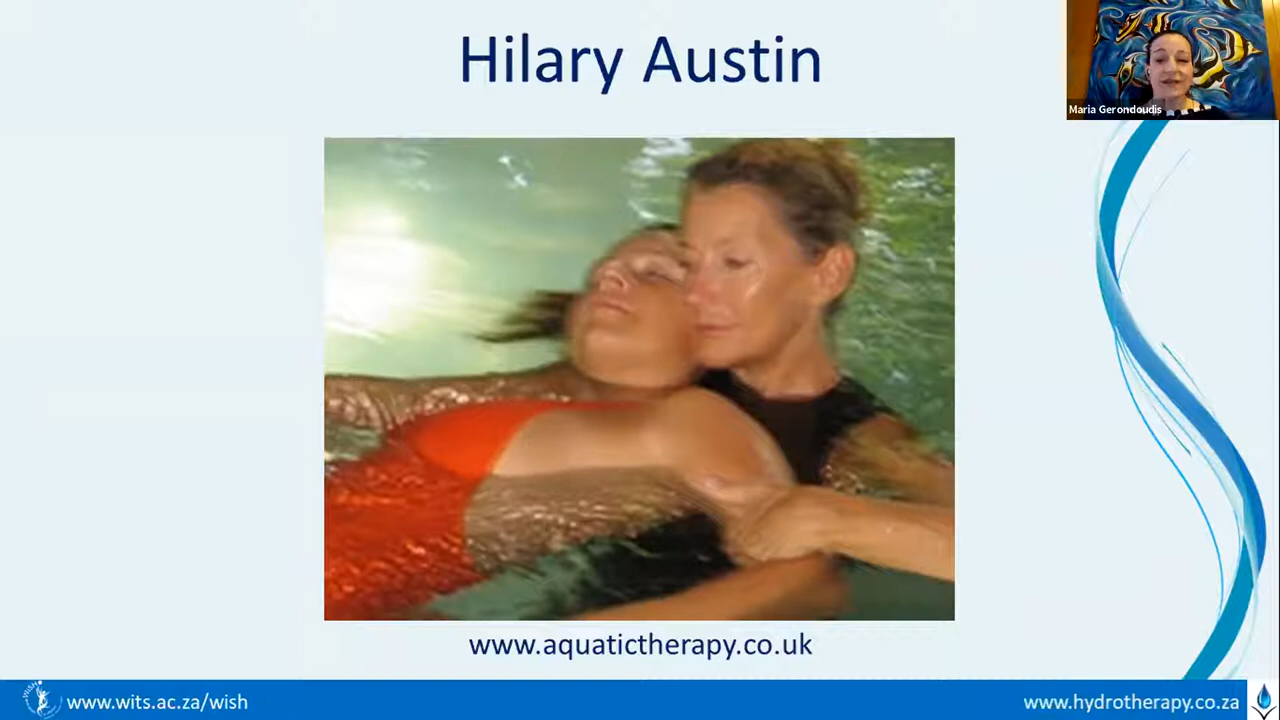 Hilary Austin
Maria Gerondoudis
www.aquatictherapy.co.uk
www.wits.ac.za/wish
www.hydrotherapy.co.za